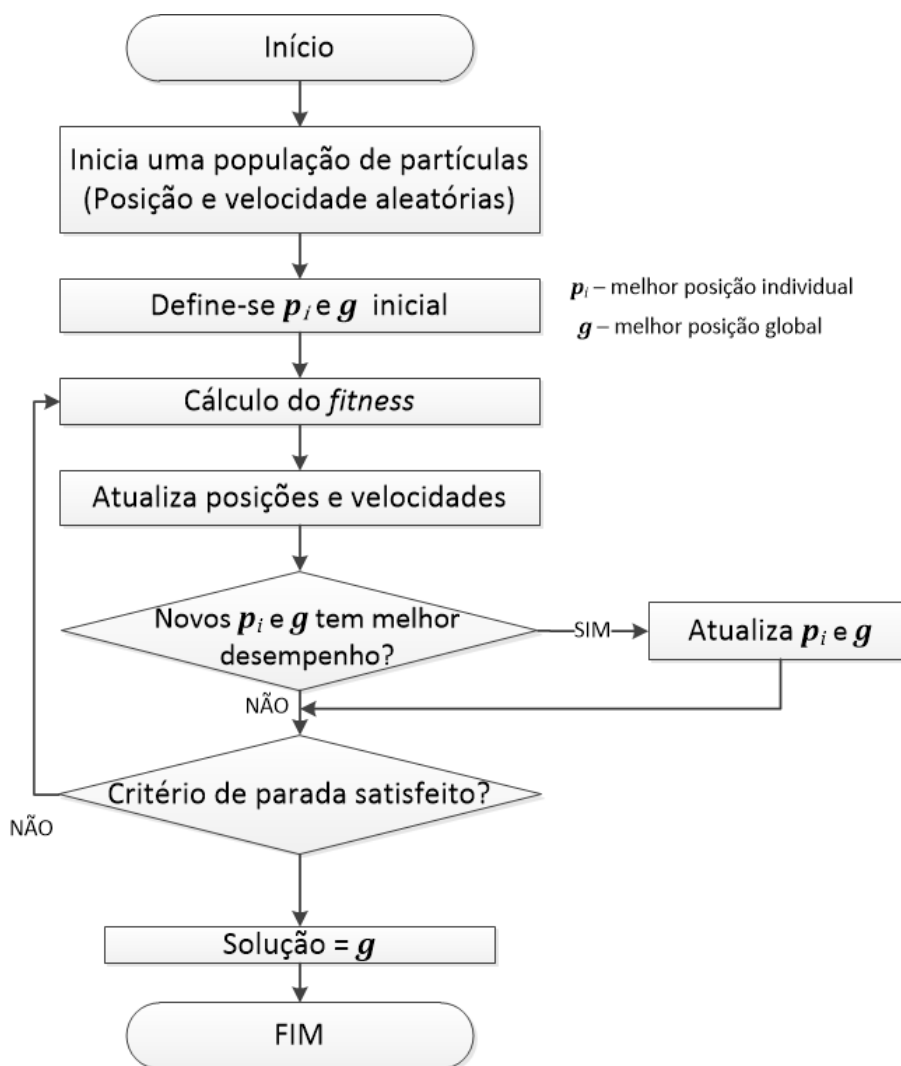 Início
Inicia uma população de partículas
(Posição e velocidade aleatórias)
Define-se pi e g inicial
pi – melhor posição individual
g – melhor posição global
Cálculo do fitness
Atualiza posições e velocidades
Novos pi e g tem melhor
desempenho?
SIM
Atualiza pi e g
NÃO
Critério de parada satisfeito?
NÃO
Solução = g
FIM